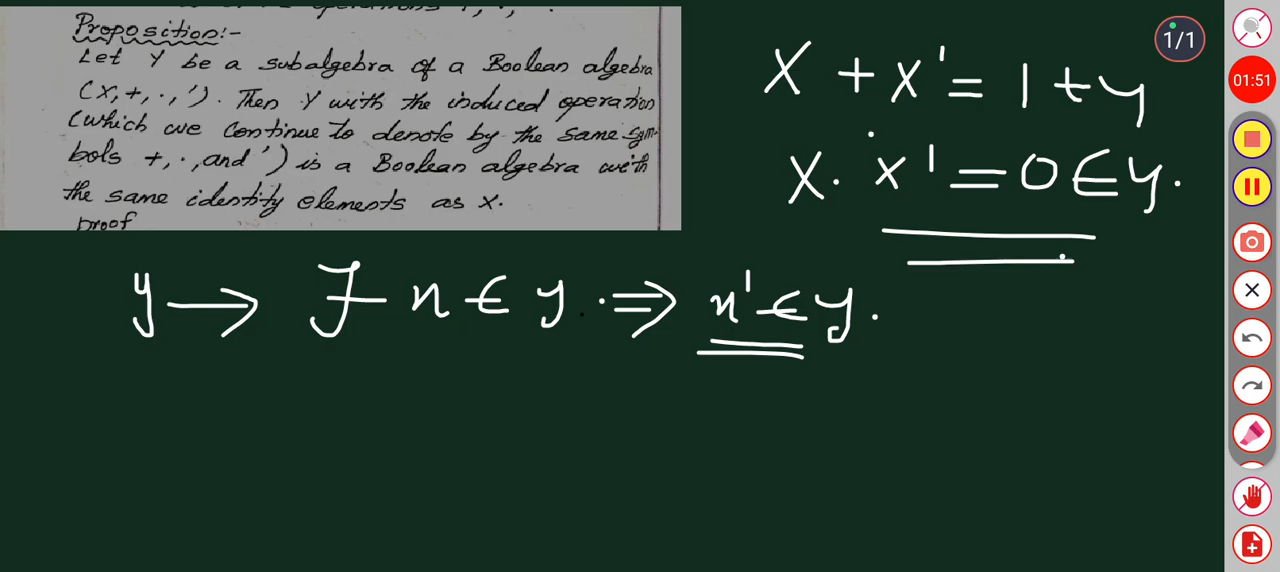 Proposition:-
Let Y be a subalgebra of a Boolean algebra
(X, +, ., '). Then Y with the induced operation
(which we continue to denote by the same sym-
bols +, ·, and ') is a Boolean algebra with
the same identity elements as X.
Proof
X + X' = 1 + y
X · X' = 0 ∈ y.
y → ∃ x ∈ y. ⇒ x' ∈ y.
1/1
01:51